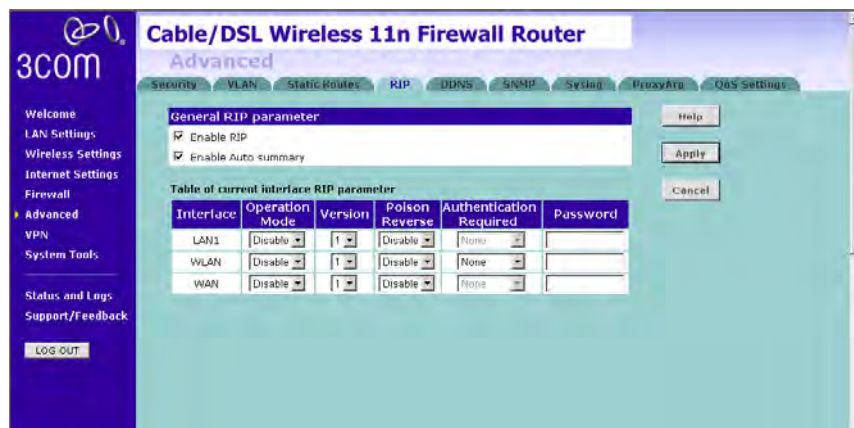 3COM
Cable/DSL Wireless 11n Firewall Router
Advanced
Security VLAN Static Routes RIP DDNS SNMP Syslog ProxyArp QoS Settings
Welcome
LAN Settings
Wireless Settings
Internet Settings
Firewall
Advanced
VPN
System Tools
Status and Logs
Support/Feedback
LOG OUT
General RIP parameter
Enable RIP
Enable Auto summary
Table of current interface RIP parameter
Interface Operation Mode Version Poison Reverse Authentication Required Password
LAN1 Disable 1 Disable None
WLAN Disable 1 Disable None
WAN Disable 1 Disable None
Help
Apply
Cancel